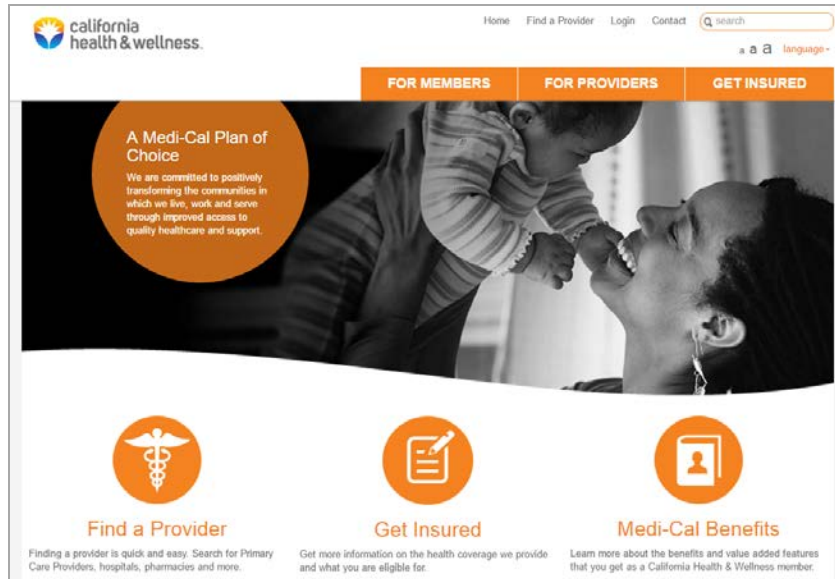 california
health & wellness.
Home Find a Provider Login Contact search
a a a language
FOR MEMBERS FOR PROVIDERS GET INSURED
A Medi-Cal Plan of
Choice
We are committed to positively
transforming the communities in
which we live, work and serve
through improved access to
quality healthcare and support.
Find a Provider
Finding a provider is quick and easy. Search for Primary
Care Providers, hospitals, pharmacies and more.
Get Insured
Get more information on the health coverage we provide
and what you are eligible for.
Medi-Cal Benefits
Learn more about the benefits and value added features
that you get as a California Health & Wellness member.